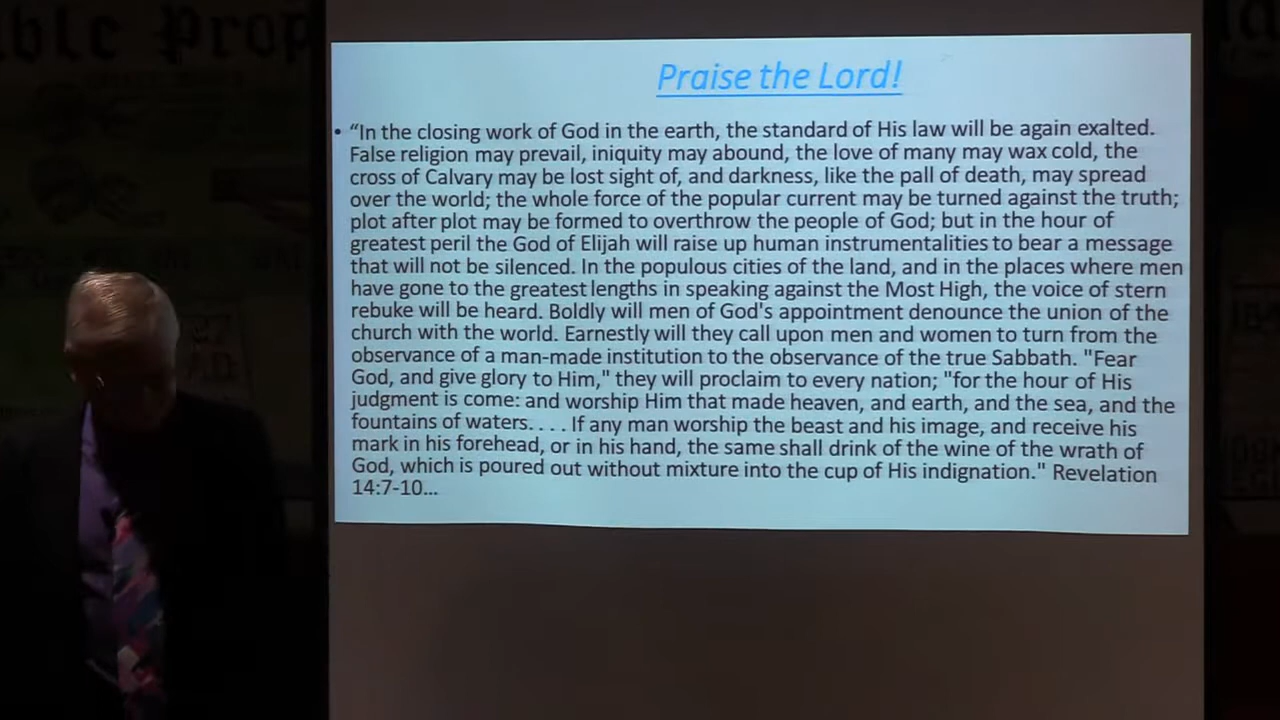 ble Prop
Praise the Lord!
• “In the closing work of God in the earth, the standard of His law will be again exalted.
False religion may prevail, iniquity may abound, the love of many may wax cold, the
cross of Calvary may be lost sight of, and darkness, like the pall of death, may spread
over the world; the whole force of the popular current may be turned against the truth;
plot after plot may be formed to overthrow the people of God; but in the hour of
greatest peril the God of Elijah will raise up human instrumentalities to bear a message
that will not be silenced. In the populous cities of the land, and in the places where men
have gone to the greatest lengths in speaking against the Most High, the voice of stern
rebuke will be heard. Boldly will men of God's appointment denounce the union of the
church with the world. Earnestly will they call upon men and women to turn from the
observance of a man-made institution to the observance of the true Sabbath. "Fear
God, and give glory to Him," they will proclaim to every nation; "for the hour of His
judgment is come: and worship Him that made heaven, and earth, and the sea, and the
fountains of waters. . . . If any man worship the beast and his image, and receive his
mark in his forehead, or in his hand, the same shall drink of the wine of the wrath of
God, which is poured out without mixture into the cup of His indignation." Revelation
14:7-10…
27
AD